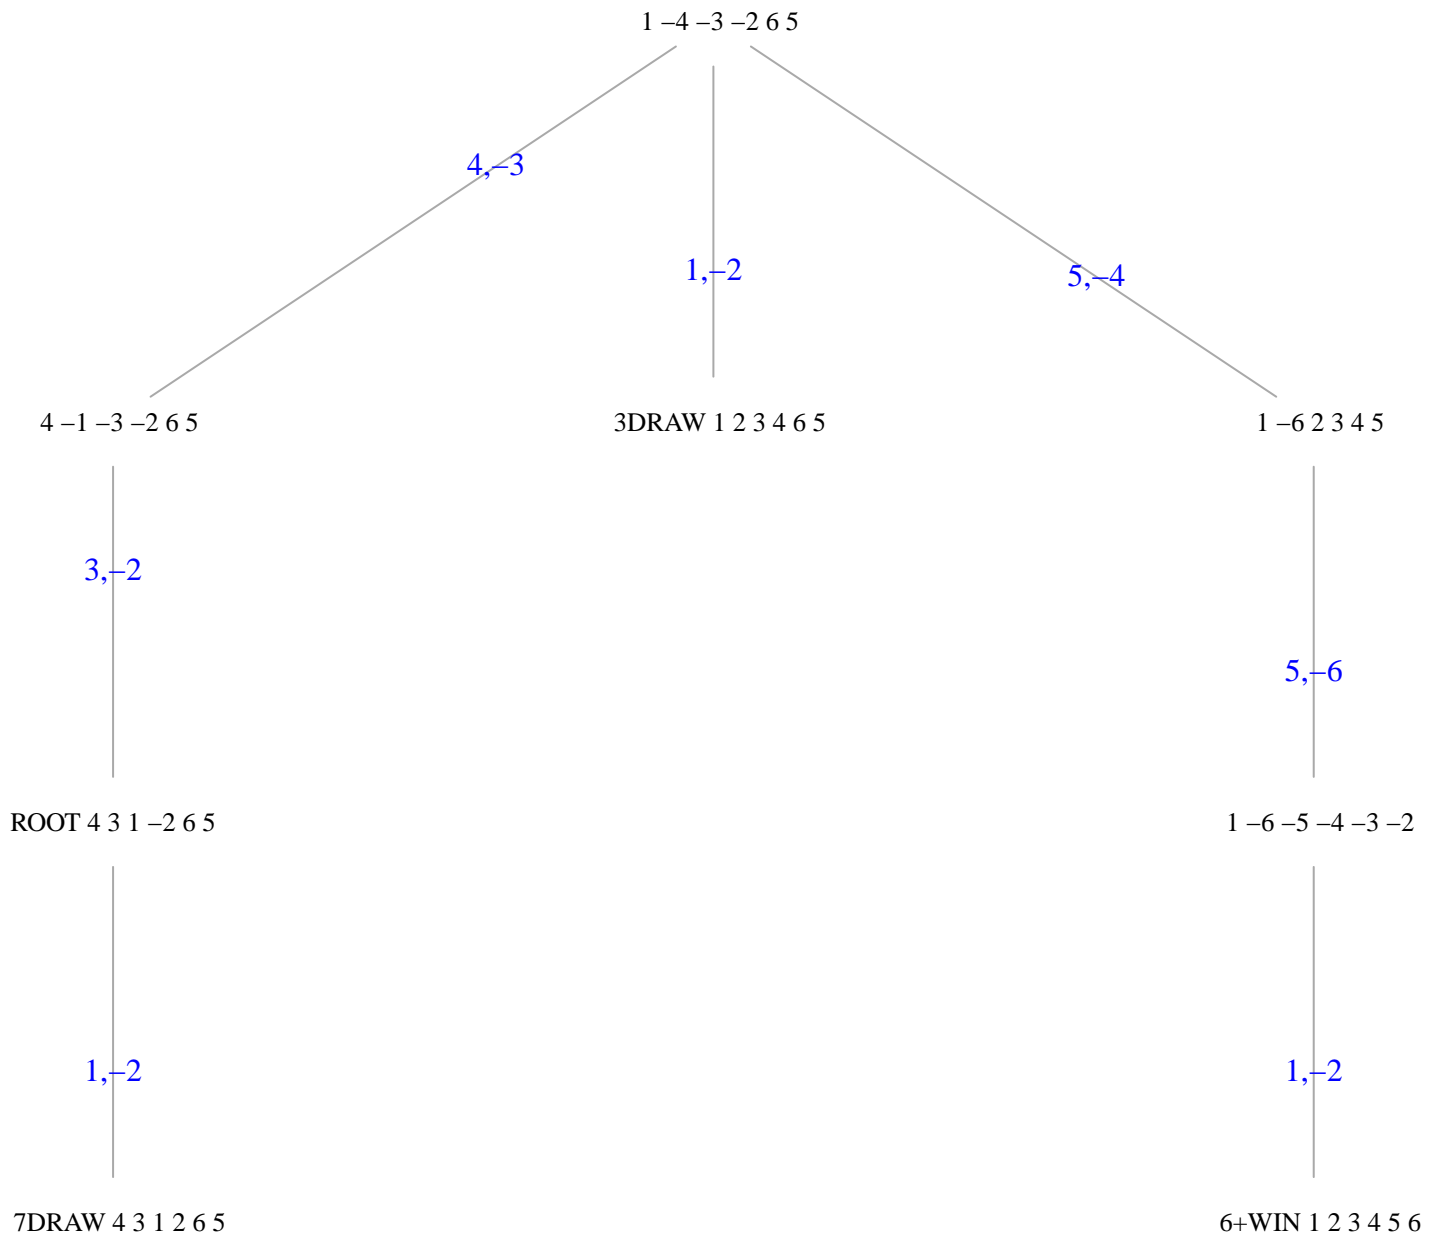 1 –4 –3 –2 6 5
4,–3
1,–2
5,–4
4 –1 –3 –2 6 5
3DRAW 1 2 3 4 6 5
1 –6 2 3 4 5
3,–2
5,–6
ROOT 4 3 1 –2 6 5
1 –6 –5 –4 –3 –2
1,–2
1,–2
7DRAW 4 3 1 2 6 5
6+WIN 1 2 3 4 5 6